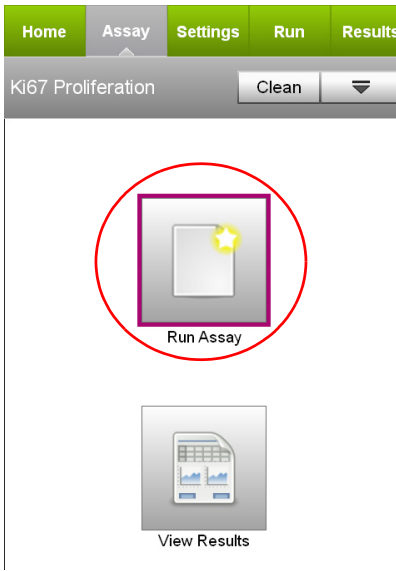 Home Assay Settings Run Results
Ki67 Proliferation Clean
Run Assay
View Results